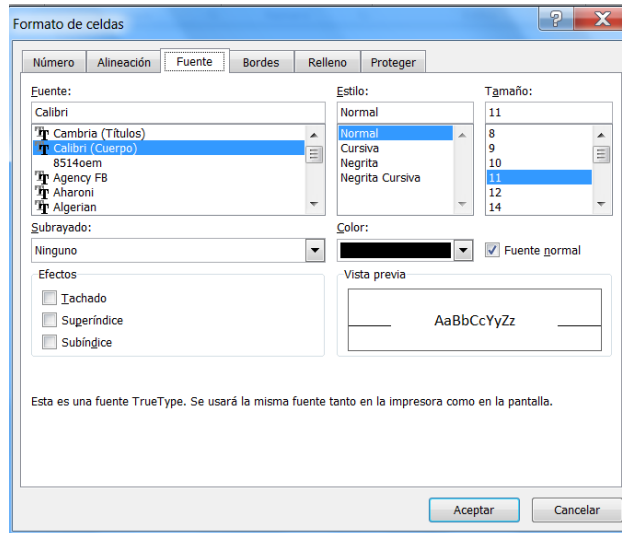 Formato de celdas
Número Alineación Fuente Bordes Relleno Proteger
Fuente: Estilo: Tamaño:
Calibri Normal 11
Cambria (Títulos) Normal 8
Calibri (Cuerpo) Cursiva 9
8514oem Negrita 10
Agency FB Negrita Cursiva 11
Aharoni 12
Algerian 14
Subrayado: Color:
Ninguno Fuente normal
Efectos Vista previa
Tachado
Superíndice AaBbCcYyZz
Subíndice
Esta es una fuente TrueType. Se usará la misma fuente tanto en la impresora como en la pantalla.
Aceptar Cancelar